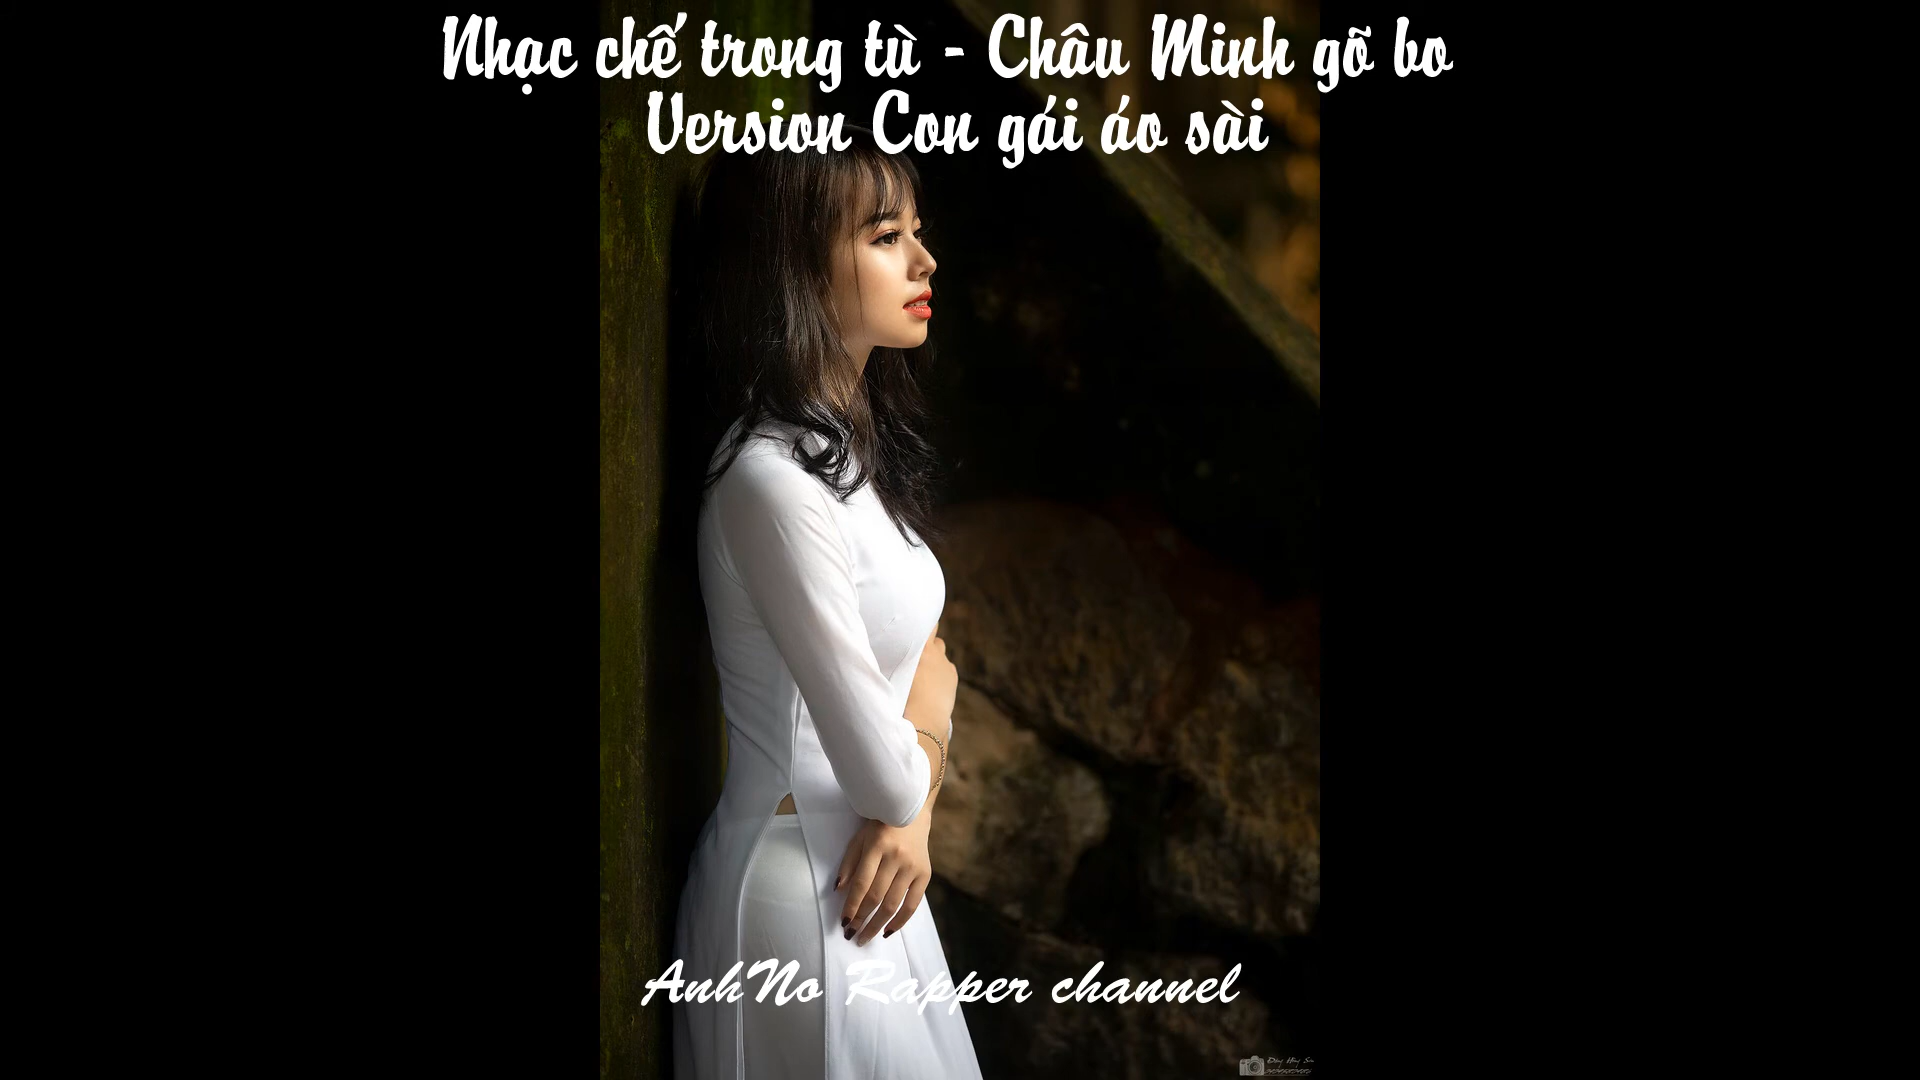 Nhạc chế trong tù - Châu Minh gõ bo
Version Con gái áo sài
AnhNo Rapper channel